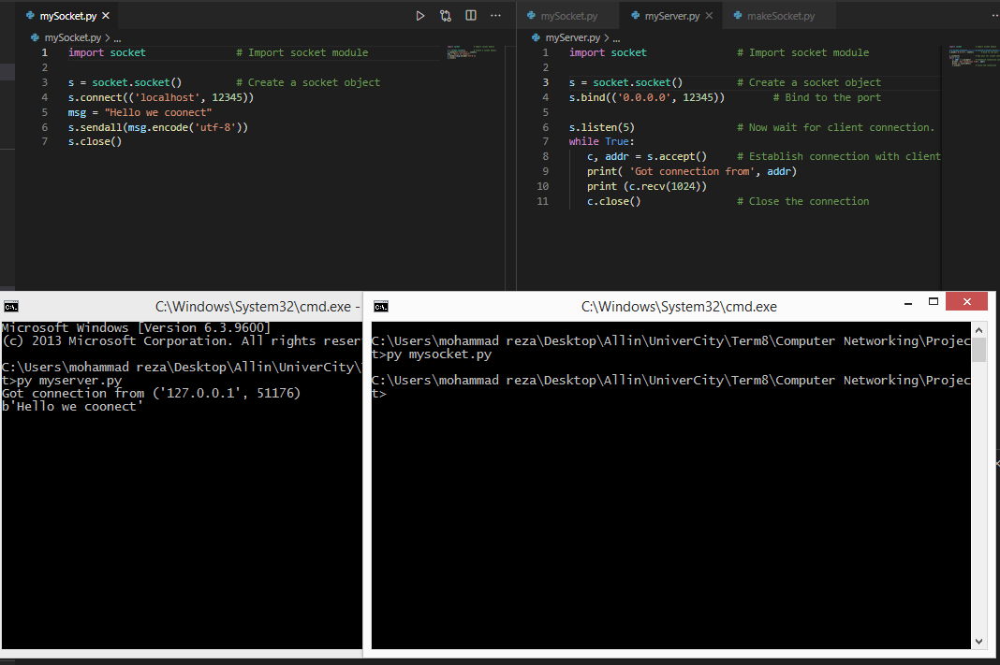 mySocket.py
mySocket.py > ...
1 import socket # Import socket module
2
3 s = socket.socket() # Create a socket object
4 s.connect(('localhost', 12345))
5 msg = "Hello we coonect"
6 s.sendall(msg.encode('utf-8'))
7 s.close()
mySocket.py myServer.py makeSocket.py
myServer.py > ...
1 import socket # Import socket module
2
3 s = socket.socket() # Create a socket object
4 s.bind(('0.0.0.0', 12345)) # Bind to the port
5
6 s.listen(5) # Now wait for client connection.
7 while True:
8 c, addr = s.accept() # Establish connection with client
9 print( 'Got connection from', addr)
10 print (c.recv(1024))
11 c.close() # Close the connection
C:\Windows\System32\cmd.exe -
Microsoft Windows [Version 6.3.9600]
(c) 2013 Microsoft Corporation. All rights reser
C:\Users\mohammad reza\Desktop\Allin\UniverCity\
t>py myserver.py
Got connection from ('127.0.0.1', 51176)
b'Hello we coonect'
C:\Windows\System32\cmd.exe
C:\Users\mohammad reza\Desktop\Allin\UniverCity\Term8\Computer Networking\Projec
t>py mysocket.py
C:\Users\mohammad reza\Desktop\Allin\UniverCity\Term8\Computer Networking\Projec
t>